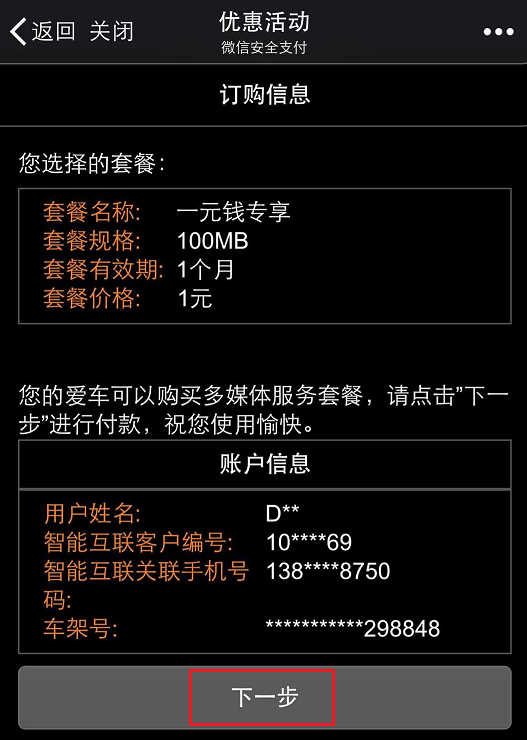 返回 关闭 优惠活动 •••
微信安全支付
订购信息
您选择的套餐:
套餐名称: 一元钱专享
套餐规格: 100MB
套餐有效期: 1个月
套餐价格: 1元
您的爱车可以购买多媒体服务套餐，请点击”下一
步”进行付款，祝您使用愉快。
账户信息
用户姓名: D**
智能互联客户编号: 10****69
智能互联关联手机号 138****8750
码:
车架号: ***********298848
下一步